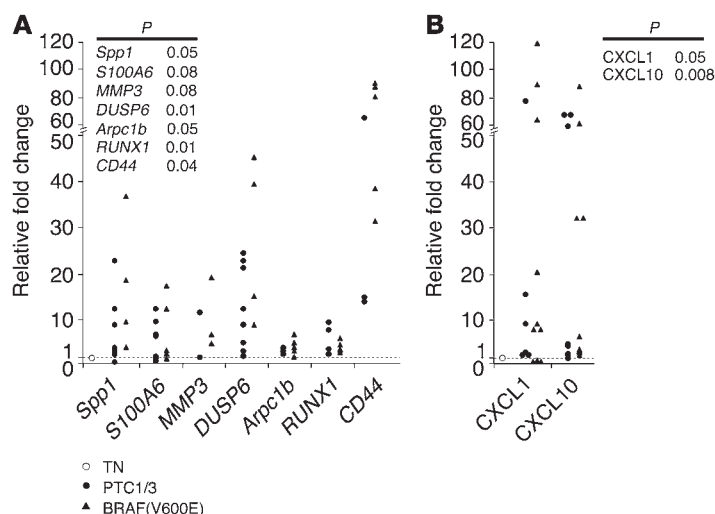 A
P
Spp1 0.05
S100A6 0.08
MMP3 0.08
DUSP6 0.01
Arpc1b 0.05
RUNX1 0.01
CD44 0.04
Relative fold change
120
100
80
60
50
40
30
20
10
1
0
Spp1
S100A6
MMP3
DUSP6
Arpc1b
RUNX1
CD44
TN
PTC1/3
BRAF(V600E)
B
P
CXCL1 0.05
CXCL10 0.008
Relative fold change
120
100
80
60
50
40
30
20
10
1
0
CXCL1
CXCL10